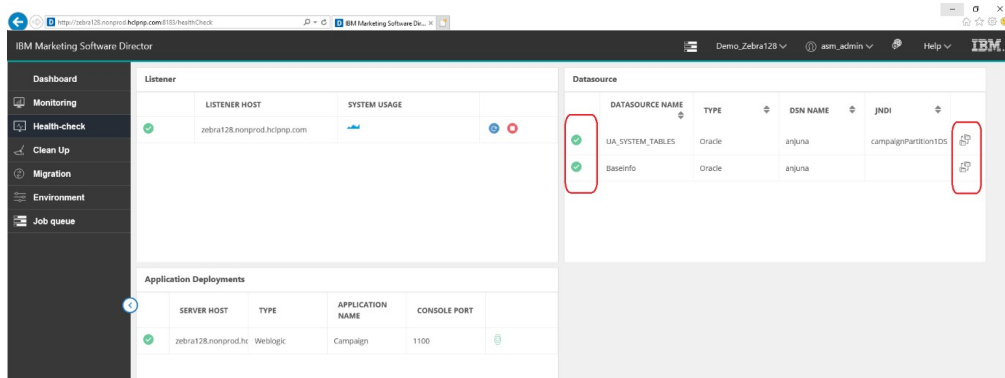 http://zebra128.nonprod.hclpnp.com:8183/healthCheck
IBM Marketing Software Dir...
IBM Marketing Software Director
Demo_Zebra128
asm_admin
Help
IBM
Dashboard
Monitoring
Health-check
Clean Up
Migration
Environment
Job queue
Listener
LISTENER HOST SYSTEM USAGE
zebra128.nonprod.hclpnp.com
Datasource
DATASOURCE NAME TYPE DSN NAME JNDI
UA_SYSTEM_TABLES Oracle anjuna campaignPartition1DS
Baseinfo Oracle anjuna
Application Deployments
SERVER HOST TYPE APPLICATION NAME CONSOLE PORT
zebra128.nonprod.hc Weblogic Campaign 1100